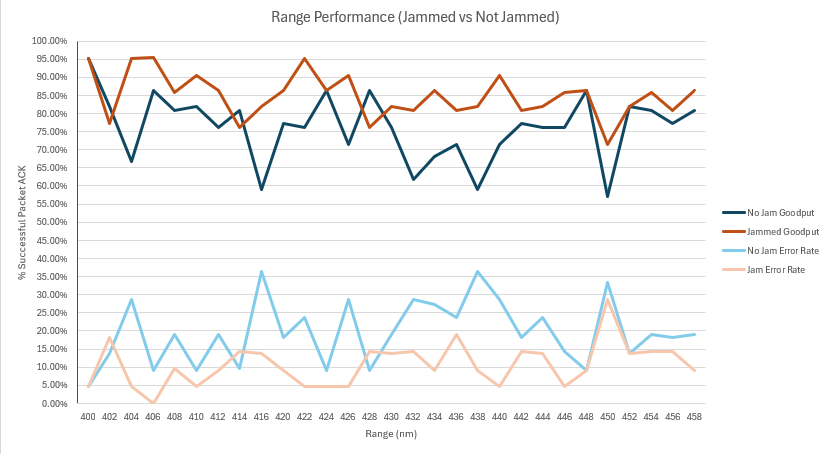 Range Performance (Jammed vs Not Jammed)
100.00%
95.00%
90.00%
85.00%
80.00%
75.00%
70.00%
65.00%
60.00%
55.00%
50.00%
45.00%
40.00%
35.00%
30.00%
25.00%
20.00%
15.00%
10.00%
5.00%
0.00%
% Successful Packet ACK
400 402 404 406 408 410 412 414 416 420 422 424 426 428 430 432 434 436 438 440 442 444 446 448 450 452 454 456 458
Range (nm)
No Jam Goodput
Jammed Goodput
No Jam Error Rate
Jam Error Rate